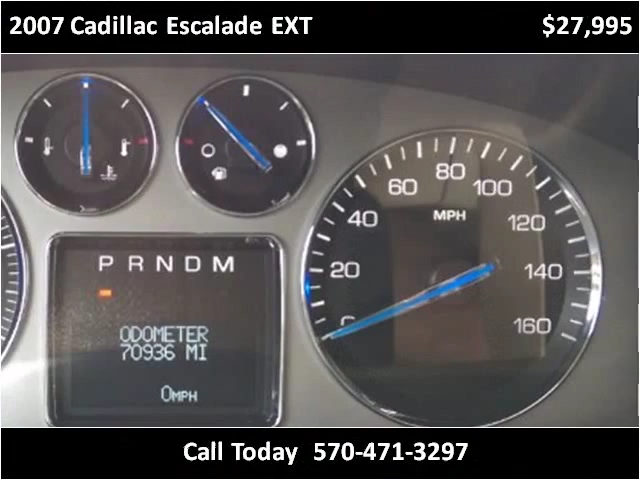 2007 Cadillac Escalade EXT $27,995
60 80 100
40 MPH 120
20 140
0 160
P R N D M
ODOMETER
70936 MI
0MPH
Call Today 570-471-3297